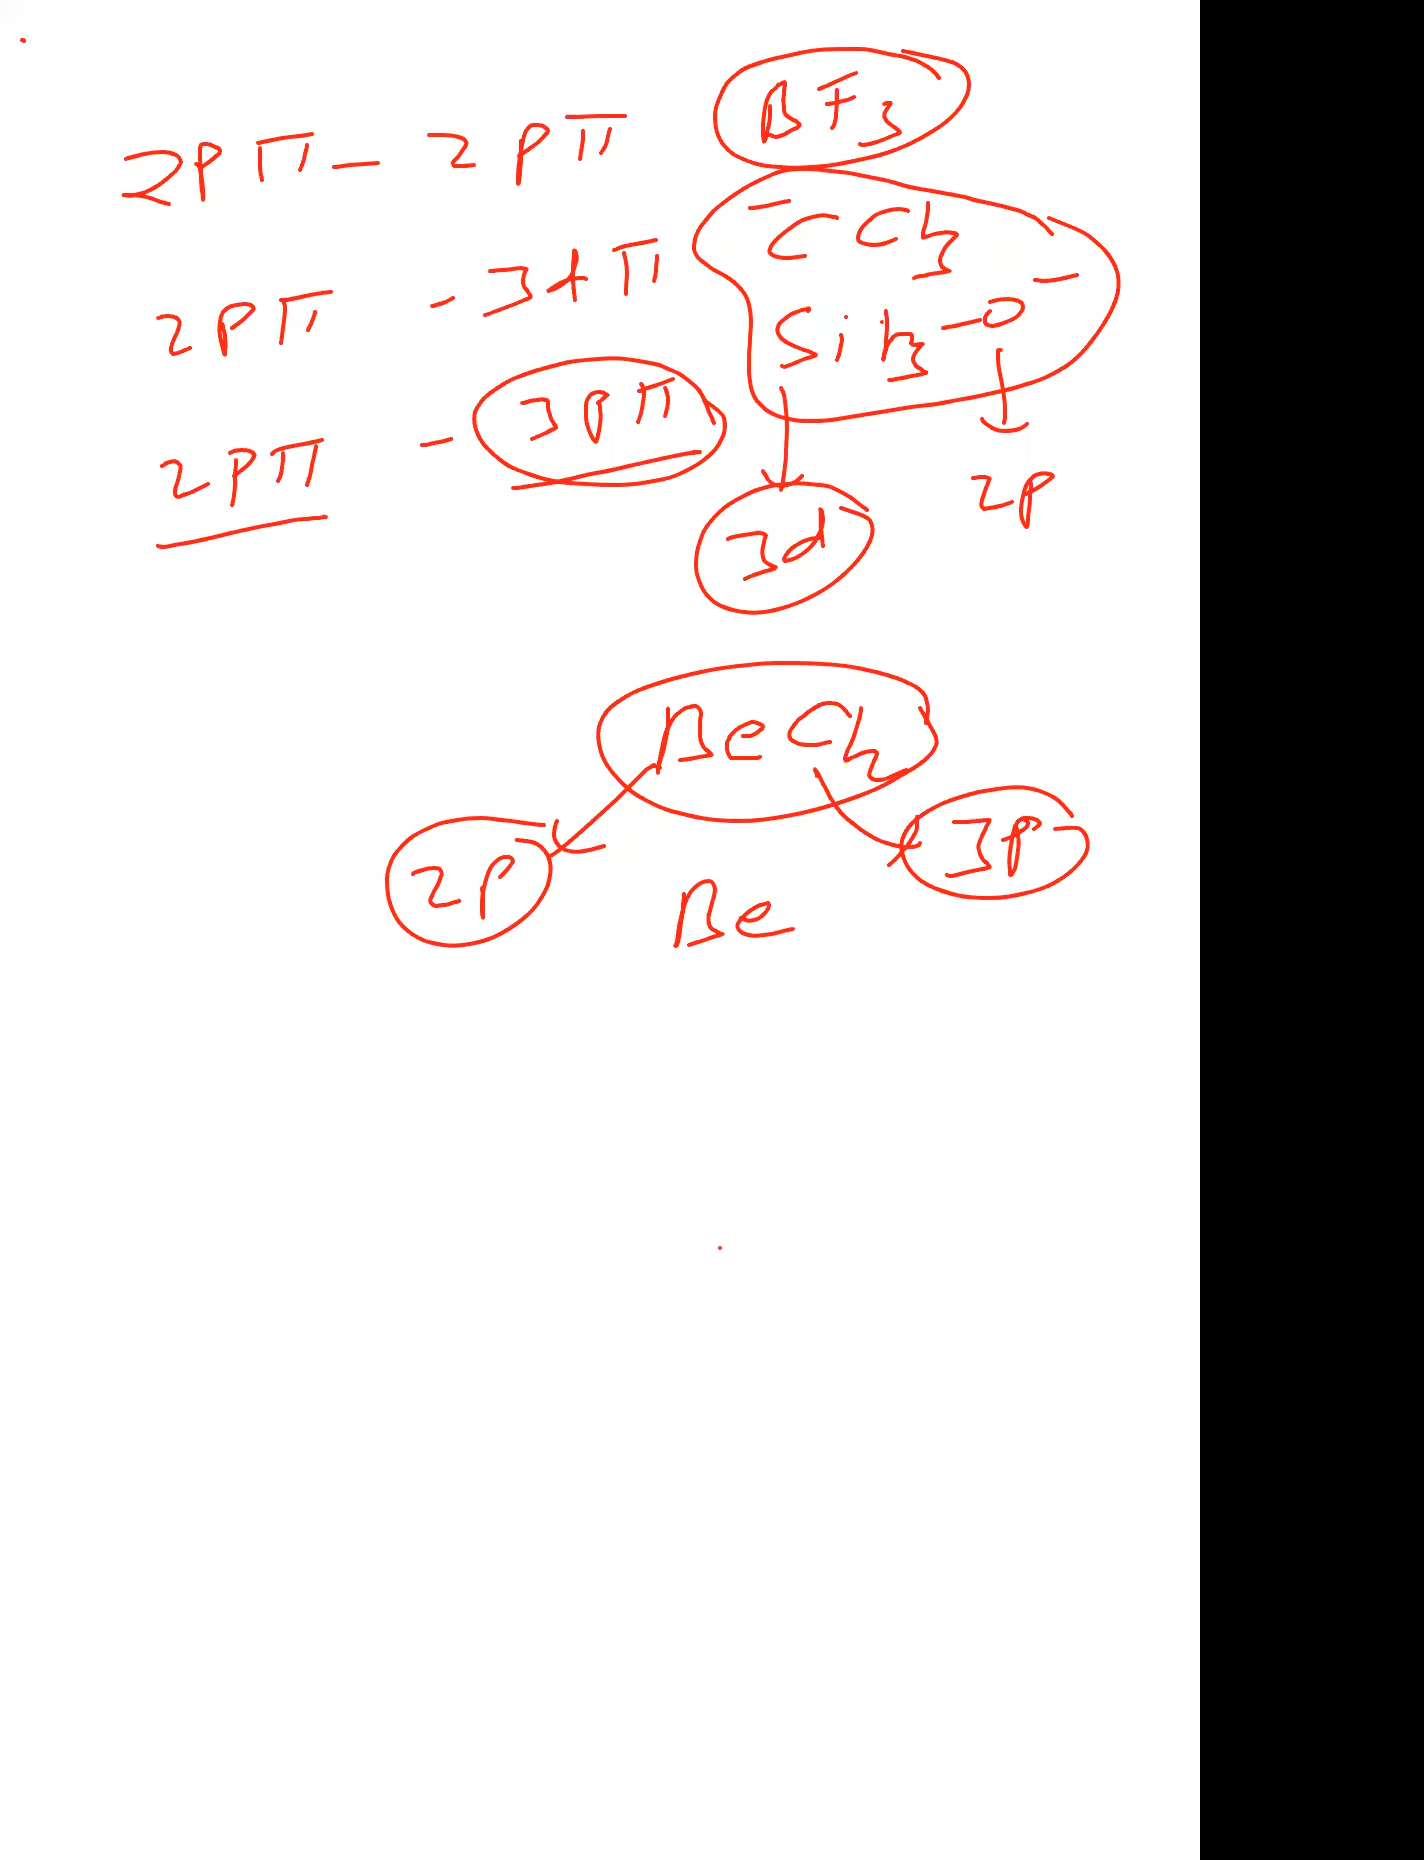 2pπ - 2pπ BF3
2pπ - 3dπ -CCl3
SiH3-O-
2pπ - 3pπ
3d 2p
BeCl2
2p 3p
Be